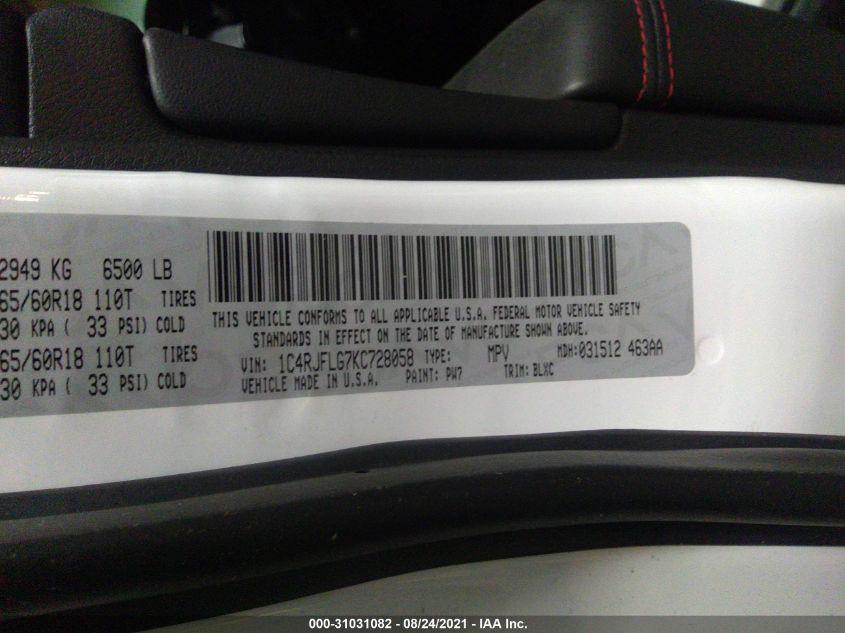 2949 KG 6500 LB
65/60R18 110T TIRES
30 KPA ( 33 PSI) COLD
65/60R18 110T TIRES
30 KPA ( 33 PSI) COLD
THIS VEHICLE CONFORMS TO ALL APPLICABLE U.S.A. FEDERAL MOTOR VEHICLE SAFETY
STANDARDS IN EFFECT ON THE DATE OF MANUFACTURE SHOWN ABOVE.
VIN: 1C4RJFLG7KC728058 TYPE: MPV MDH:031512 463AA
VEHICLE MADE IN U.S.A. PAINT: PW7 TRIM: BLXC
000-31031082 - 08/24/2021 - IAA Inc.